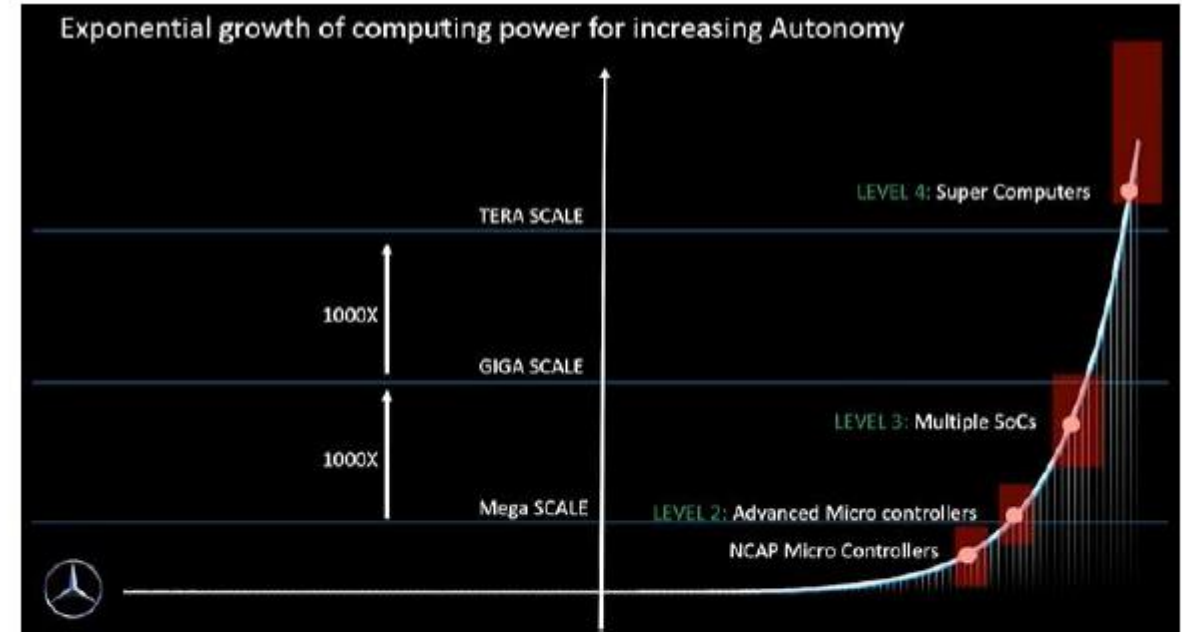 Exponential growth of computing power for increasing Autonomy
LEVEL 4: Super Computers
TERA SCALE
1000X
GIGA SCALE
LEVEL 3: Multiple SoCs
1000X
Mega SCALE
LEVEL 2: Advanced Micro controllers
NCAP Micro Controllers